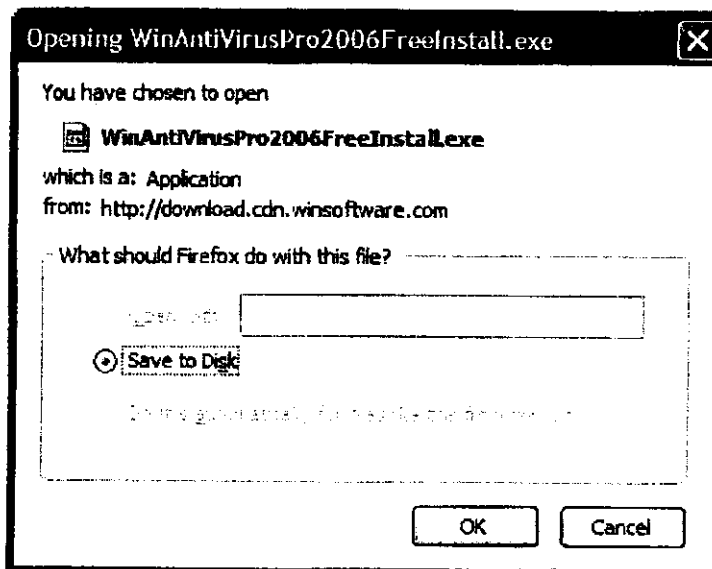 Opening WinAntiVirusPro2006FreeInstall.exe
You have chosen to open
WinAntiVirusPro2006FreeInstall.exe
which is a: Application
from: http://download.cdn.winsoftware.com
What should Firefox do with this file?
Save to Disk
OK
Cancel